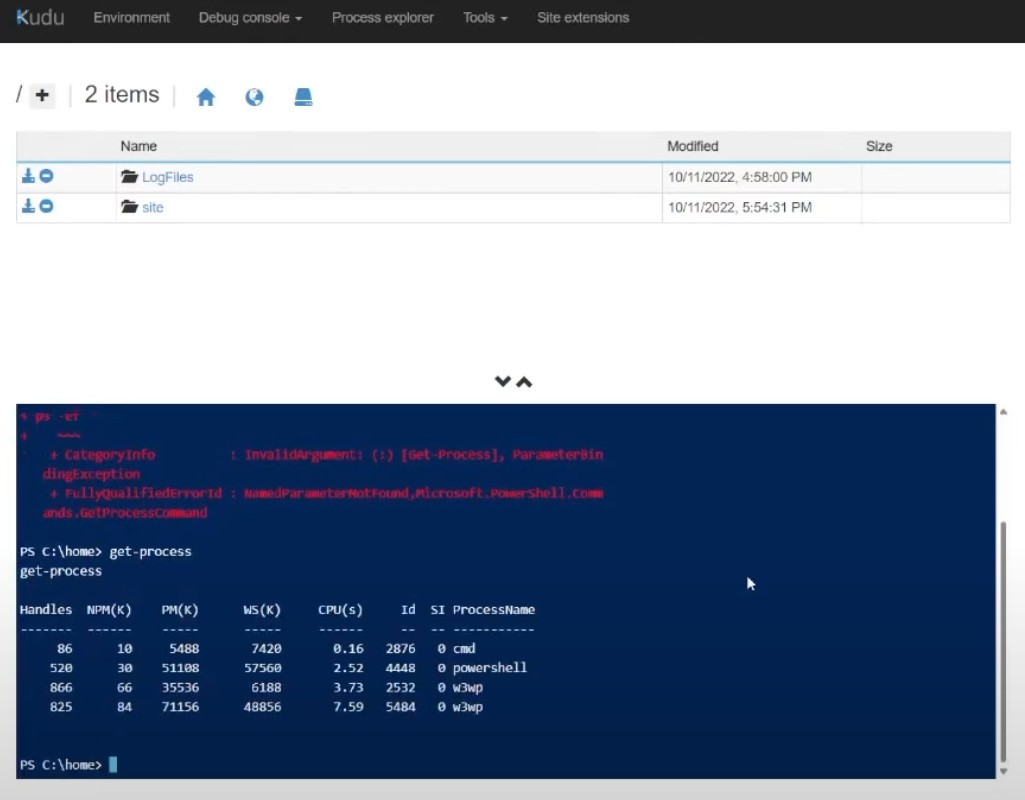 Kudu Environment Debug console Process explorer Tools Site extensions
/ + | 2 items |
Name Modified Size
LogFiles 10/11/2022, 4:58:00 PM
site 10/11/2022, 5:54:31 PM
+ ps -ef
+    ~~~
    + CategoryInfo          : InvalidArgument: (:) [Get-Process], ParameterBin
   dingException
    + FullyQualifiedErrorId : NamedParameterNotFound,Microsoft.PowerShell.Comm
   ands.GetProcessCommand
PS C:\home> get-process
get-process
Handles  NPM(K)    PM(K)      WS(K)     CPU(s)     Id  SI ProcessName
-------  ------    -----      -----     ------     --  -- -----------
     86      10     5488       7420       0.16   2876   0 cmd
    520      30    51108      57560       2.52   4448   0 powershell
    866      66    35536       6188       3.73   2532   0 w3wp
    825      84    71156      48856       7.59   5484   0 w3wp
PS C:\home>